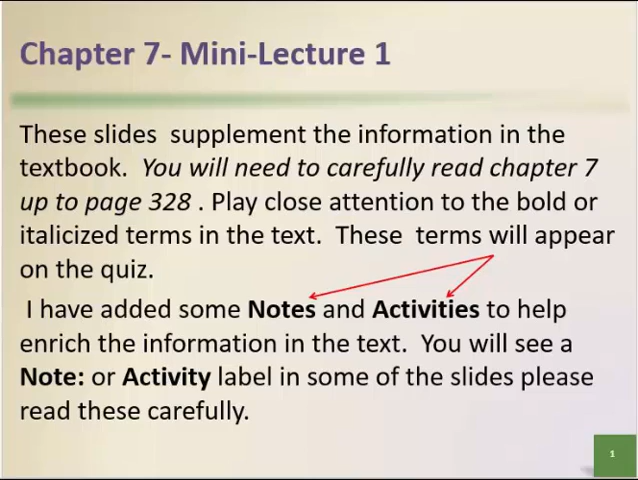 Chapter 7- Mini-Lecture 1
These slides  supplement the information in the
textbook.  You will need to carefully read chapter 7
up to page 328 . Play close attention to the bold or
italicized terms in the text.  These  terms will appear
on the quiz.
I have added some Notes and Activities to help
enrich the information in the text.  You will see a
Note: or Activity label in some of the slides please
read these carefully.
1